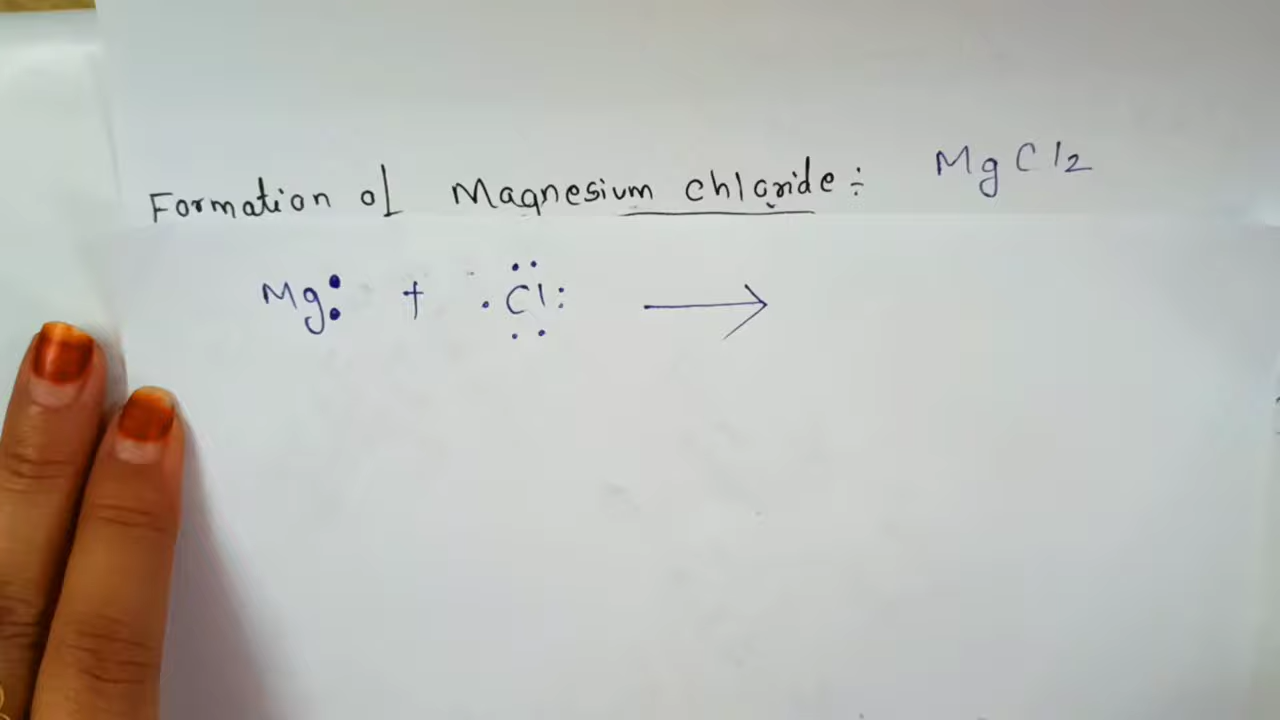 Formation of Magnesium chloride ÷ MgCl2
Mg: + .Cl: ⟶